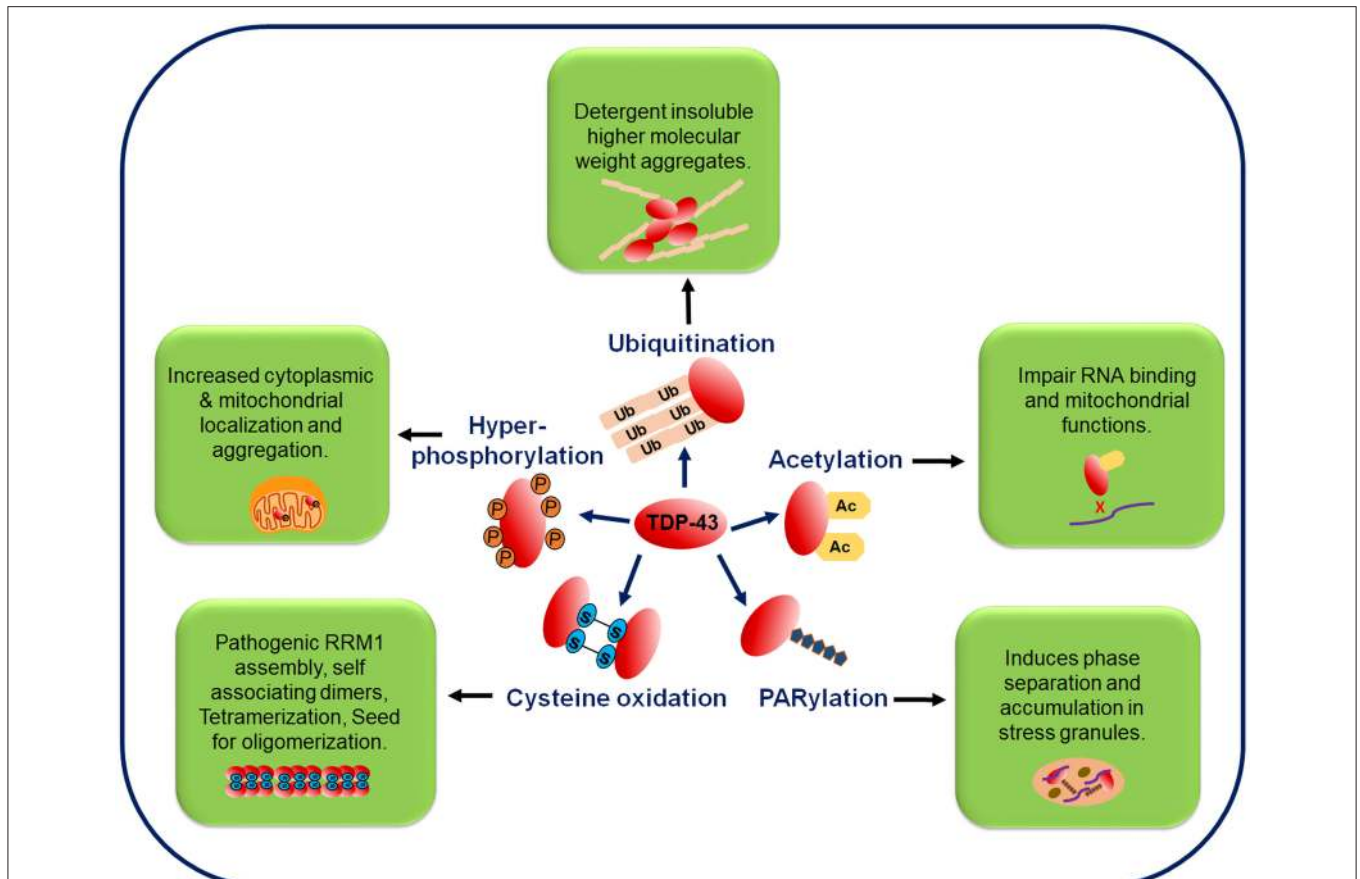 Detergent insoluble
higher molecular
weight aggregates.
Ubiquitination
Ub Ub
Ub Ub
Ub Ub
Increased cytoplasmic
& mitochondrial
localization and
aggregation.
Hyper-
phosphorylation
P
P
P
P
P
P
Impair RNA binding
and mitochondrial
functions.
X
Acetylation
Ac
Ac
TDP-43
Pathogenic RRM1
assembly, self
associating dimers,
Tetramerization, Seed
for oligomerization.
S S
S S
Cysteine oxidation
PARylation
Induces phase
separation and
accumulation in
stress granules.